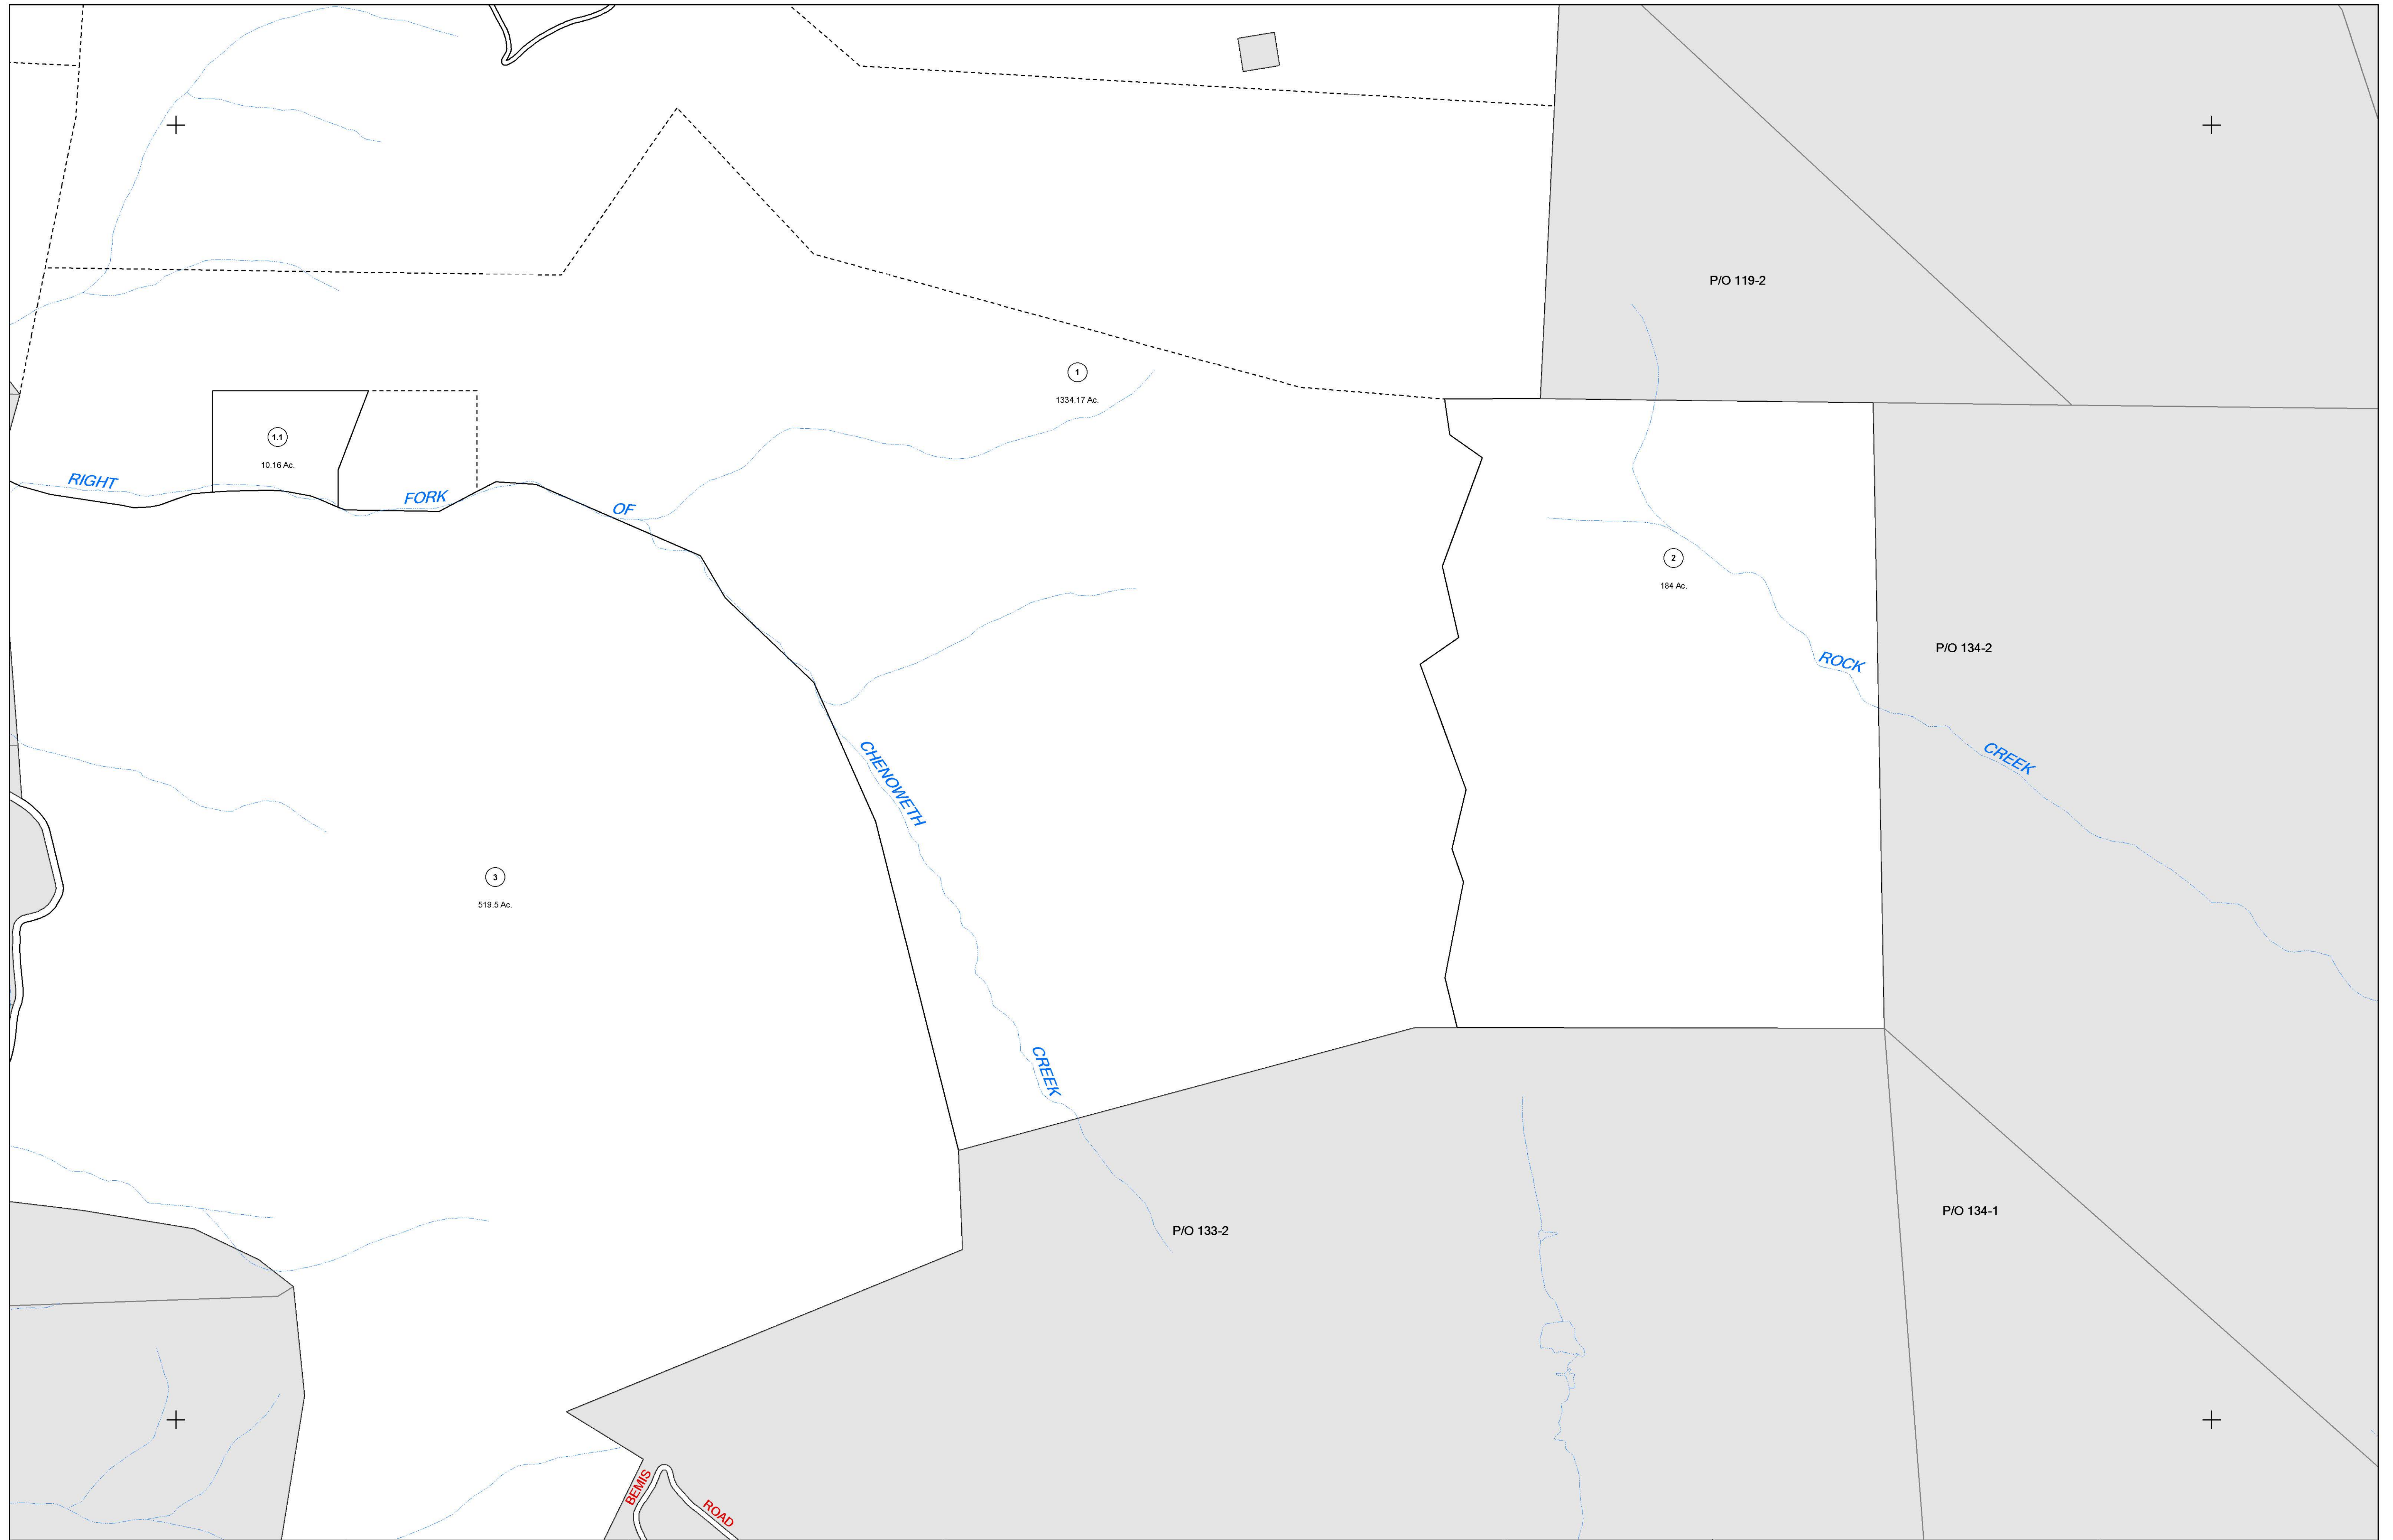 P/O 119-2
1
1334.17 Ac.
1.1
10.16 Ac.
RIGHT FORK OF CHENOWETH CREEK
2
184 Ac.
P/O 134-2
ROCK CREEK
3
519.5 Ac.
P/O 134-1
P/O 133-2
BEMIS ROAD